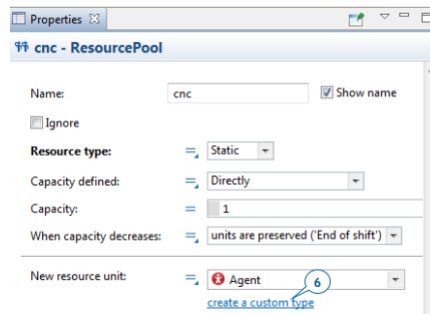 Properties
cnc - ResourcePool
Name: cnc Show name
Ignore
Resource type: Static
Capacity defined: Directly
Capacity: 1
When capacity decreases: units are preserved ('End of shift')
New resource unit: Agent
6
create a custom type